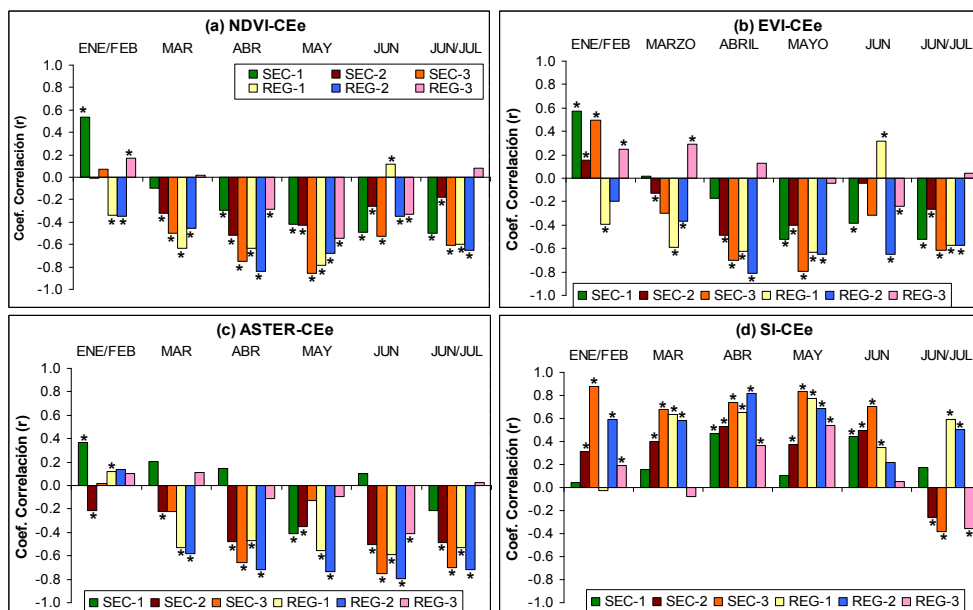 (a) NDVI-CEe
ENE/FEB MAR ABR MAY JUN JUN/JUL
Coef. Correlación (r)
1.0
0.8
0.6
0.4
0.2
0.0
-0.2
-0.4
-0.6
-0.8
-1.0
SEC-1 SEC-2 SEC-3
REG-1 REG-2 REG-3
(b) EVI-CEe
ENE/FEB MARZO ABRIL MAYO JUN JUN/JUL
Coef. Correlación (r)
1.0
0.8
0.6
0.4
0.2
0.0
-0.2
-0.4
-0.6
-0.8
-1.0
SEC-1 SEC-2 SEC-3 REG-1 REG-2 REG-3
(c) ASTER-CEe
ENE/FEB MAR ABR MAY JUN JUN/JUL
Coef. Correlación (r)
1.0
0.8
0.6
0.4
0.2
0.0
-0.2
-0.4
-0.6
-0.8
-1.0
SEC-1 SEC-2 SEC-3 REG-1 REG-2 REG-3
(d) SI-CEe
ENE/FEB MAR ABR MAY JUN JUN/JUL
Coef. Correlación (r)
1.0
0.8
0.6
0.4
0.2
0.0
-0.2
-0.4
-0.6
-0.8
-1.0
SEC-1 SEC-2 SEC-3 REG-1 REG-2 REG-3